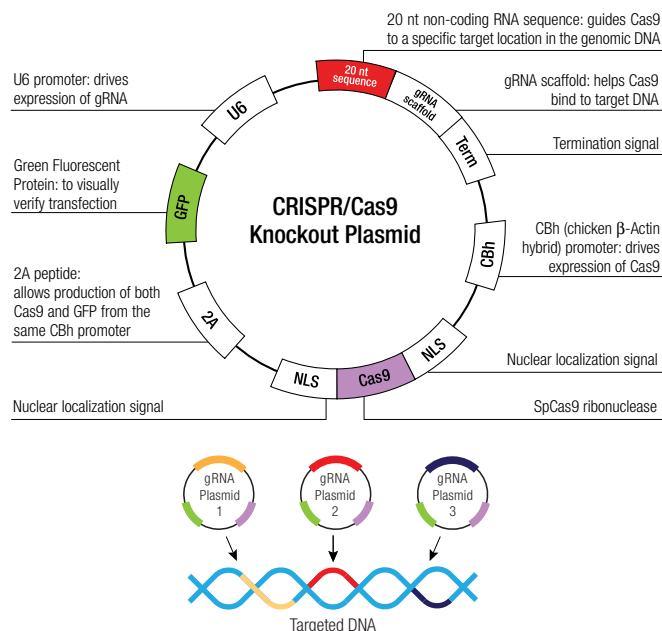 20 nt non-coding RNA sequence: guides Cas9
to a specific target location in the genomic DNA
U6 promoter: drives
expression of gRNA
gRNA scaffold: helps Cas9
bind to target DNA
Termination signal
Green Fluorescent
Protein: to visually
verify transfection
CBh (chicken β-Actin
hybrid) promoter: drives
expression of Cas9
2A peptide:
allows production of both
Cas9 and GFP from the
same CBh promoter
Nuclear localization signal
Nuclear localization signal
SpCas9 ribonuclease
20 nt
sequence
gRNA
scaffold
Term
CBh
NLS
Cas9
NLS
2A
GFP
U6
CRISPR/Cas9
Knockout Plasmid
gRNA
Plasmid
1
gRNA
Plasmid
2
gRNA
Plasmid
3
Targeted DNA